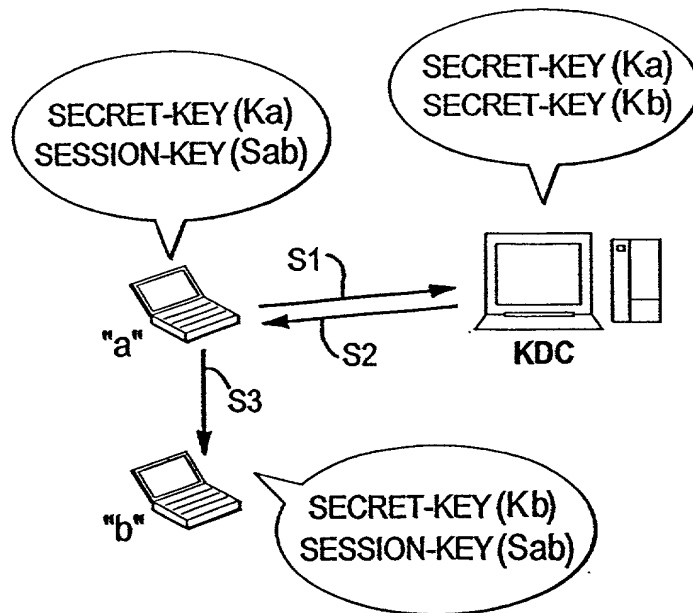 SECRET-KEY (Ka)
SECRET-KEY (Kb)
SECRET-KEY (Ka)
SESSION-KEY (Sab)
S1
S2
KDC
"a"
S3
"b"
SECRET-KEY (Kb)
SESSION-KEY (Sab)